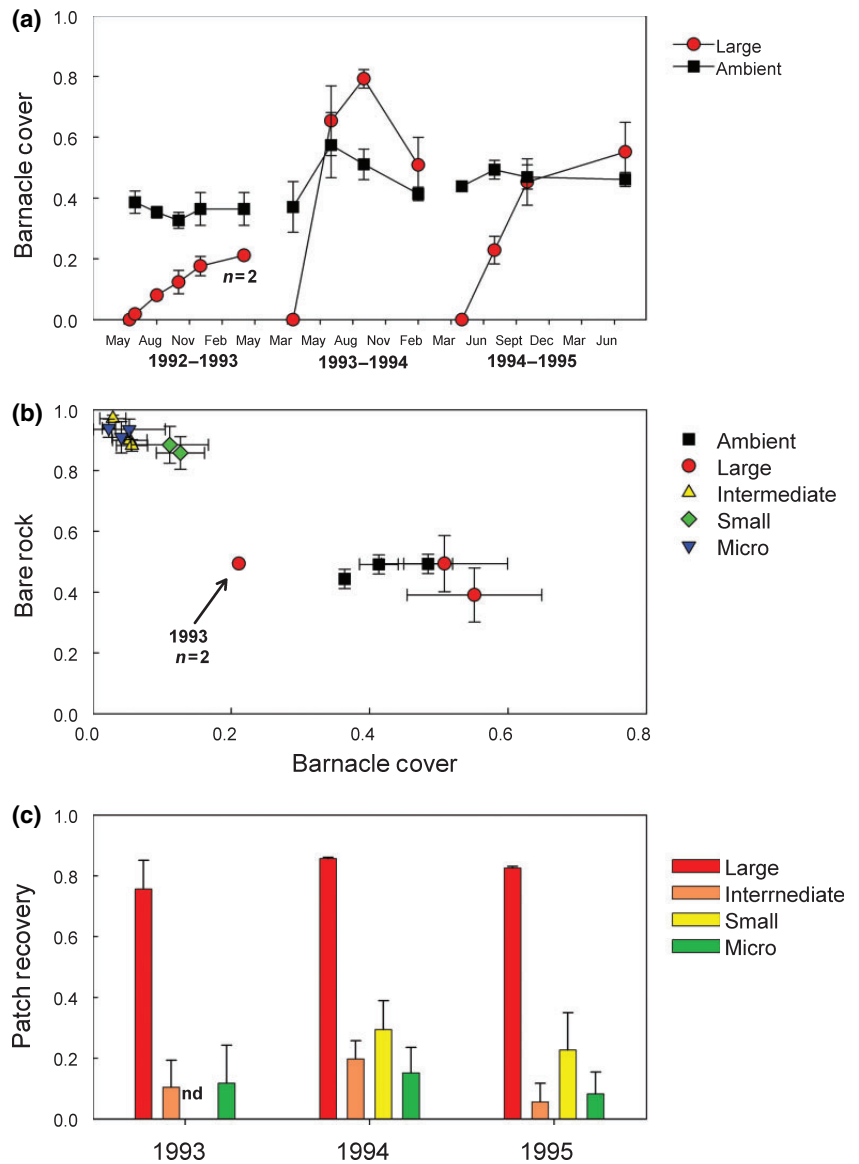 (a)
1.0
0.8
0.6
0.4
0.2
0.0
Barnacle cover
Large
Ambient
n=2
May Aug Nov Feb May Mar May Aug Nov Feb Mar Jun Sept Dec Mar Jun
1992–1993 1993–1994 1994–1995
(b)
1.0
0.8
0.6
0.4
0.2
0.0
Bare rock
Ambient
Large
Intermediate
Small
Micro
1993
n=2
0.0 0.2 0.4 0.6 0.8
Barnacle cover
(c)
1.0
0.8
0.6
0.4
0.2
0.0
Patch recovery
Large
Interrnediate
Small
Micro
nd
1993 1994 1995